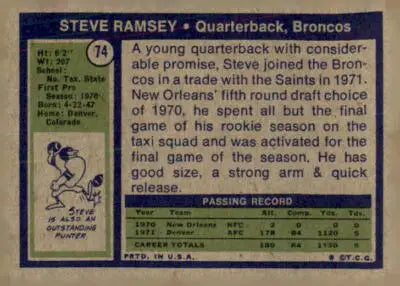 STEVE RAMSEY • Quarterback, Broncos
74
Ht: 6'2"
Wt: 207
School:
No. Tex. State
First Pro
Season: 1970
Born: 4-22-47
Home: Denver,
Colorado
STEVE
IS ALSO AN
OUTSTANDING
PUNTER
A young quarterback with consider-
able promise, Steve joined the Bron-
cos in a trade with the Saints in 1971.
New Orleans' fifth round draft choice
of 1970, he spent all but the final
game of his rookie season on the
taxi squad and was activated for the
final game of the season. He has
good size, a strong arm & quick
release.
PASSING RECORD
Year Team Att. Comp. Yds. Tds.
1970 New Orleans NFC 2 0 0 0
1971 Denver AFC 178 84 1120 5
CAREER TOTALS 180 84 1120 5
PRTD. IN U.S.A. © T.C.G.